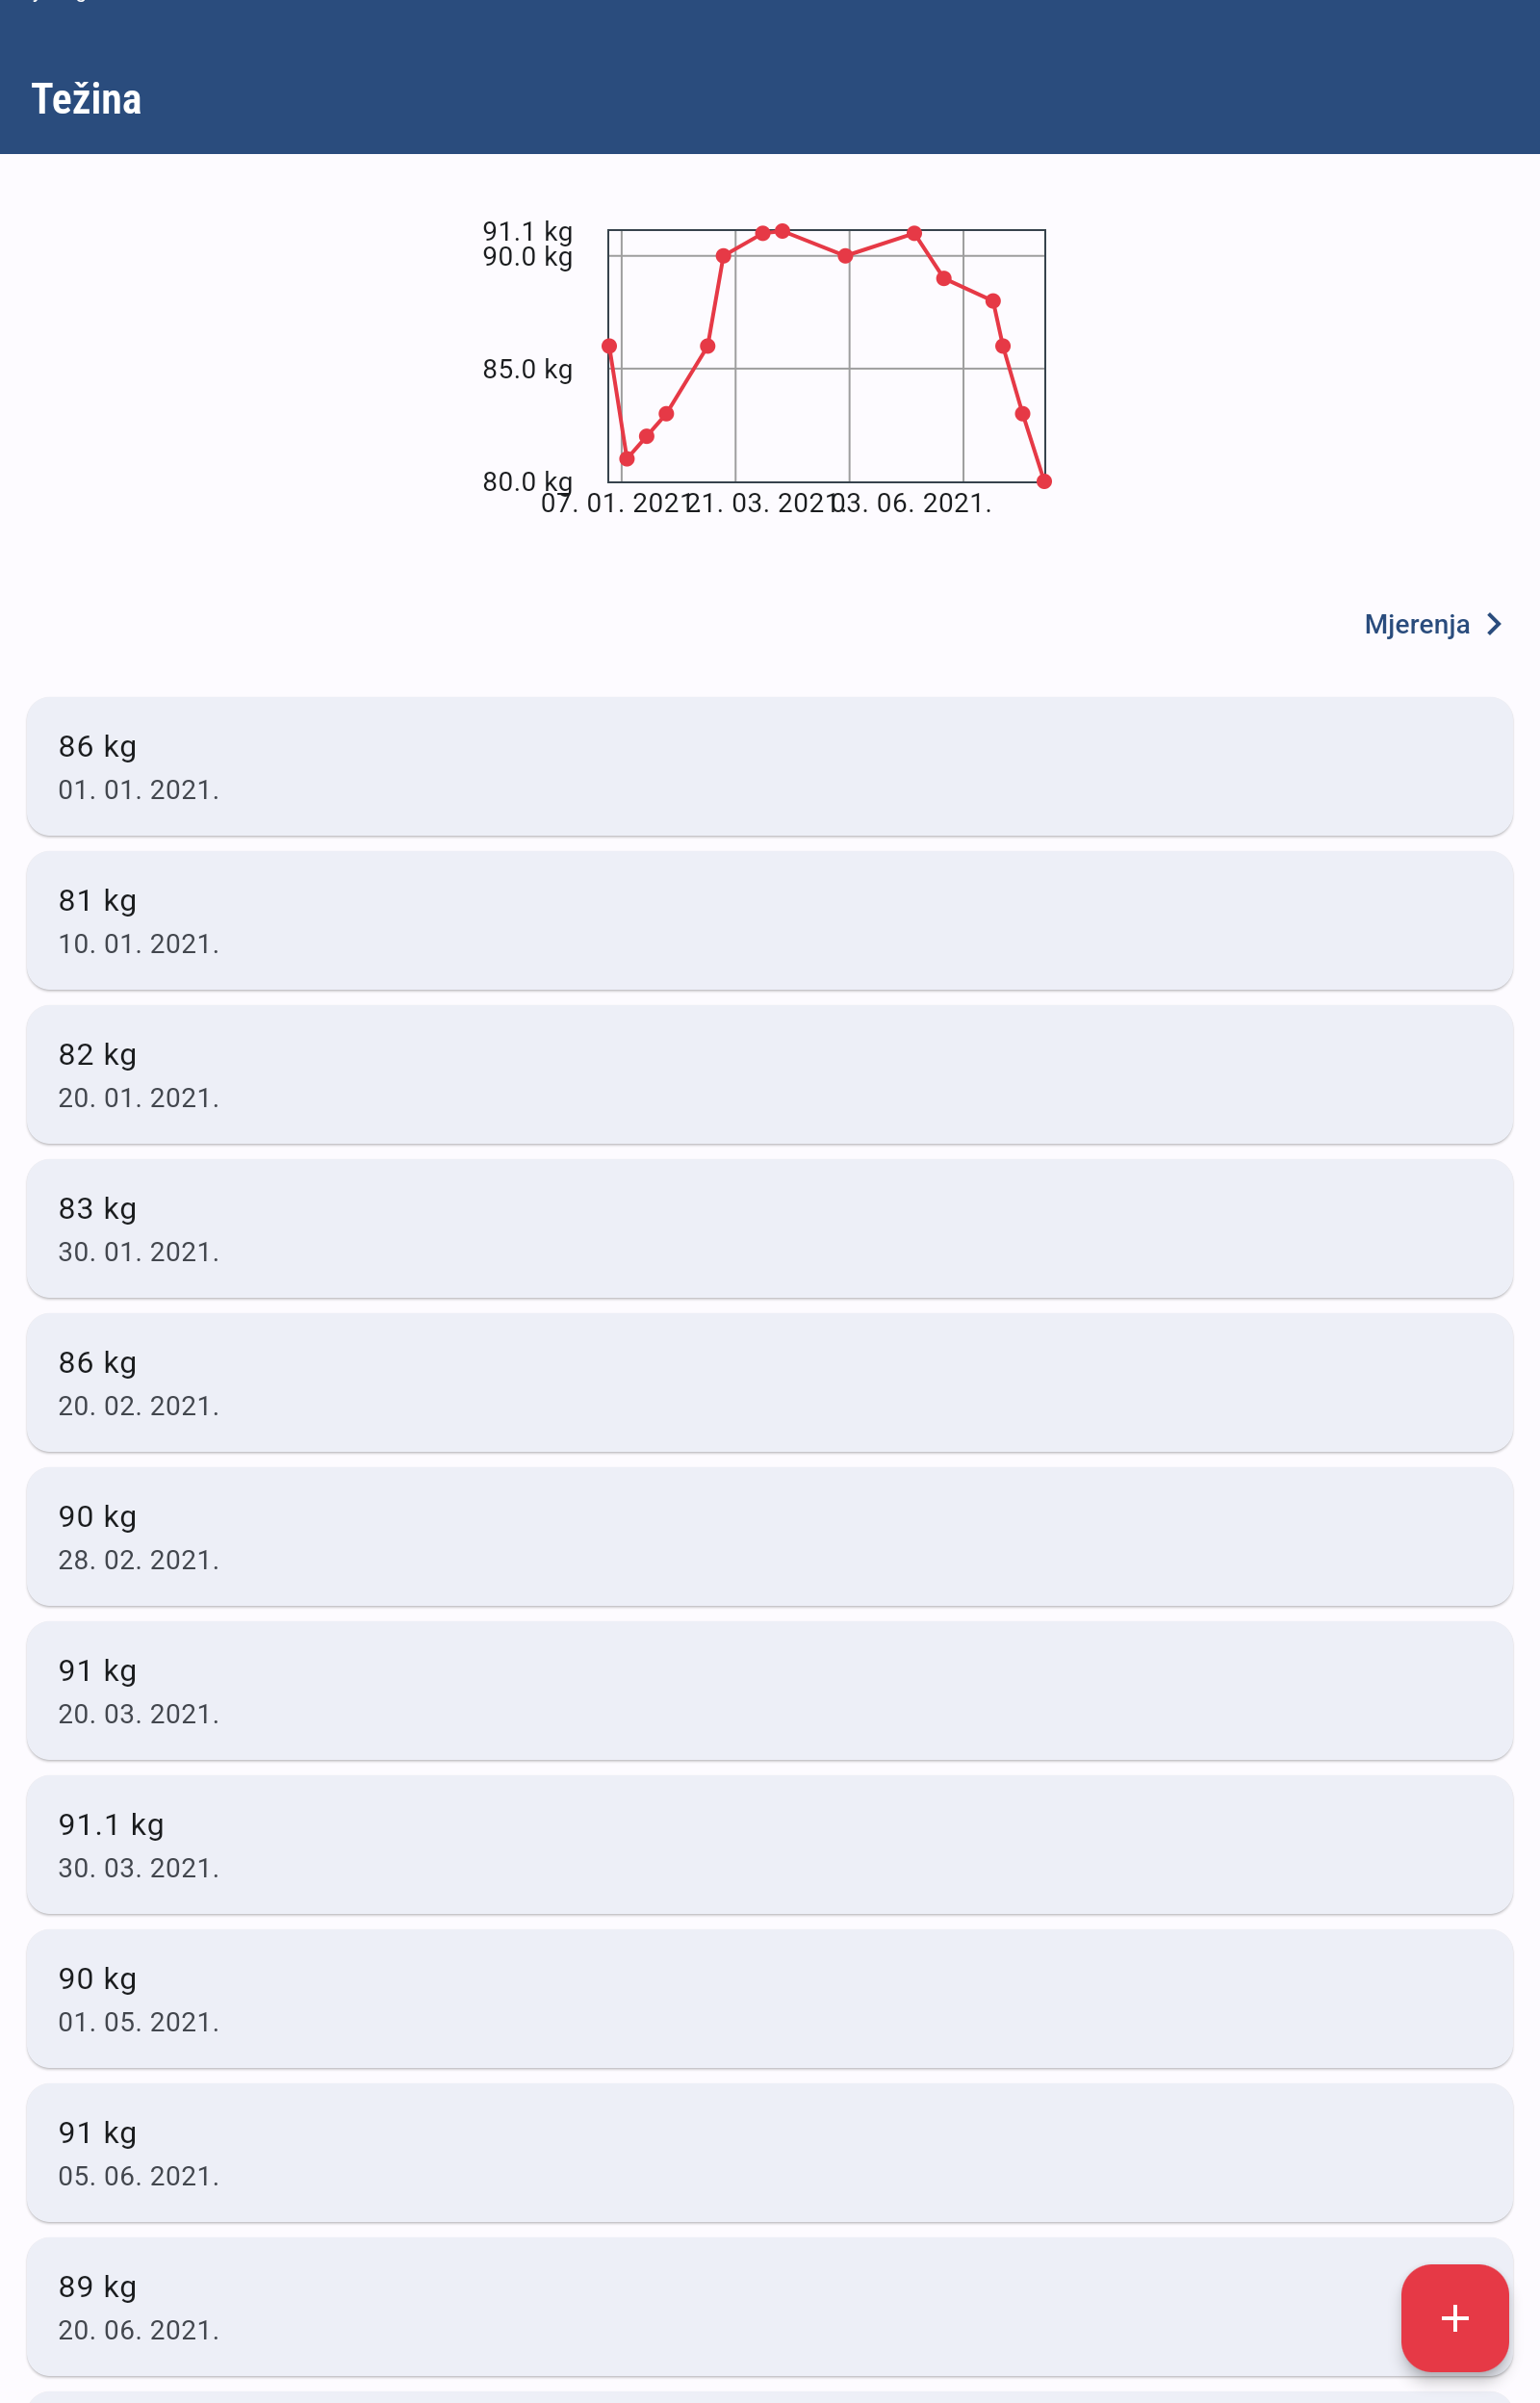 Težina
91.1 kg
90.0 kg
85.0 kg
80.0 kg
07. 01. 2021.
21. 03. 2021.
03. 06. 2021.
Mjerenja
86 kg
01. 01. 2021.
81 kg
10. 01. 2021.
82 kg
20. 01. 2021.
83 kg
30. 01. 2021.
86 kg
20. 02. 2021.
90 kg
28. 02. 2021.
91 kg
20. 03. 2021.
91.1 kg
30. 03. 2021.
90 kg
01. 05. 2021.
91 kg
05. 06. 2021.
89 kg
20. 06. 2021.